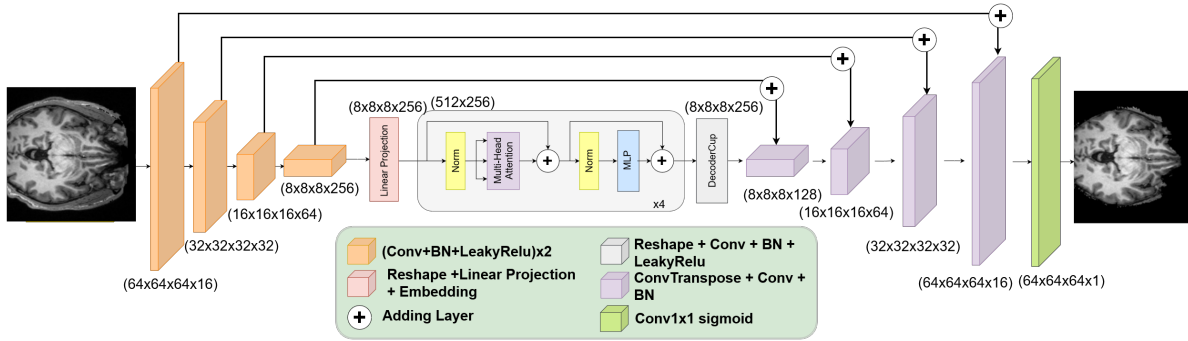 (8x8x8x256)
(512x256)
(8x8x8x256)
Linear Projection
Norm
Multi-Head
Attention
Norm
MLP
DecoderCup
x4
(8x8x8x256)
(8x8x8x128)
(16x16x16x64)
(16x16x16x64)
(32x32x32x32)
(32x32x32x32)
(64x64x64x16)
(64x64x64x16)
(64x64x64x1)
(Conv+BN+LeakyRelu)x2
Reshape +Linear Projection
+ Embedding
Adding Layer
Reshape + Conv + BN +
LeakyRelu
ConvTranspose + Conv +
BN
Conv1x1 sigmoid